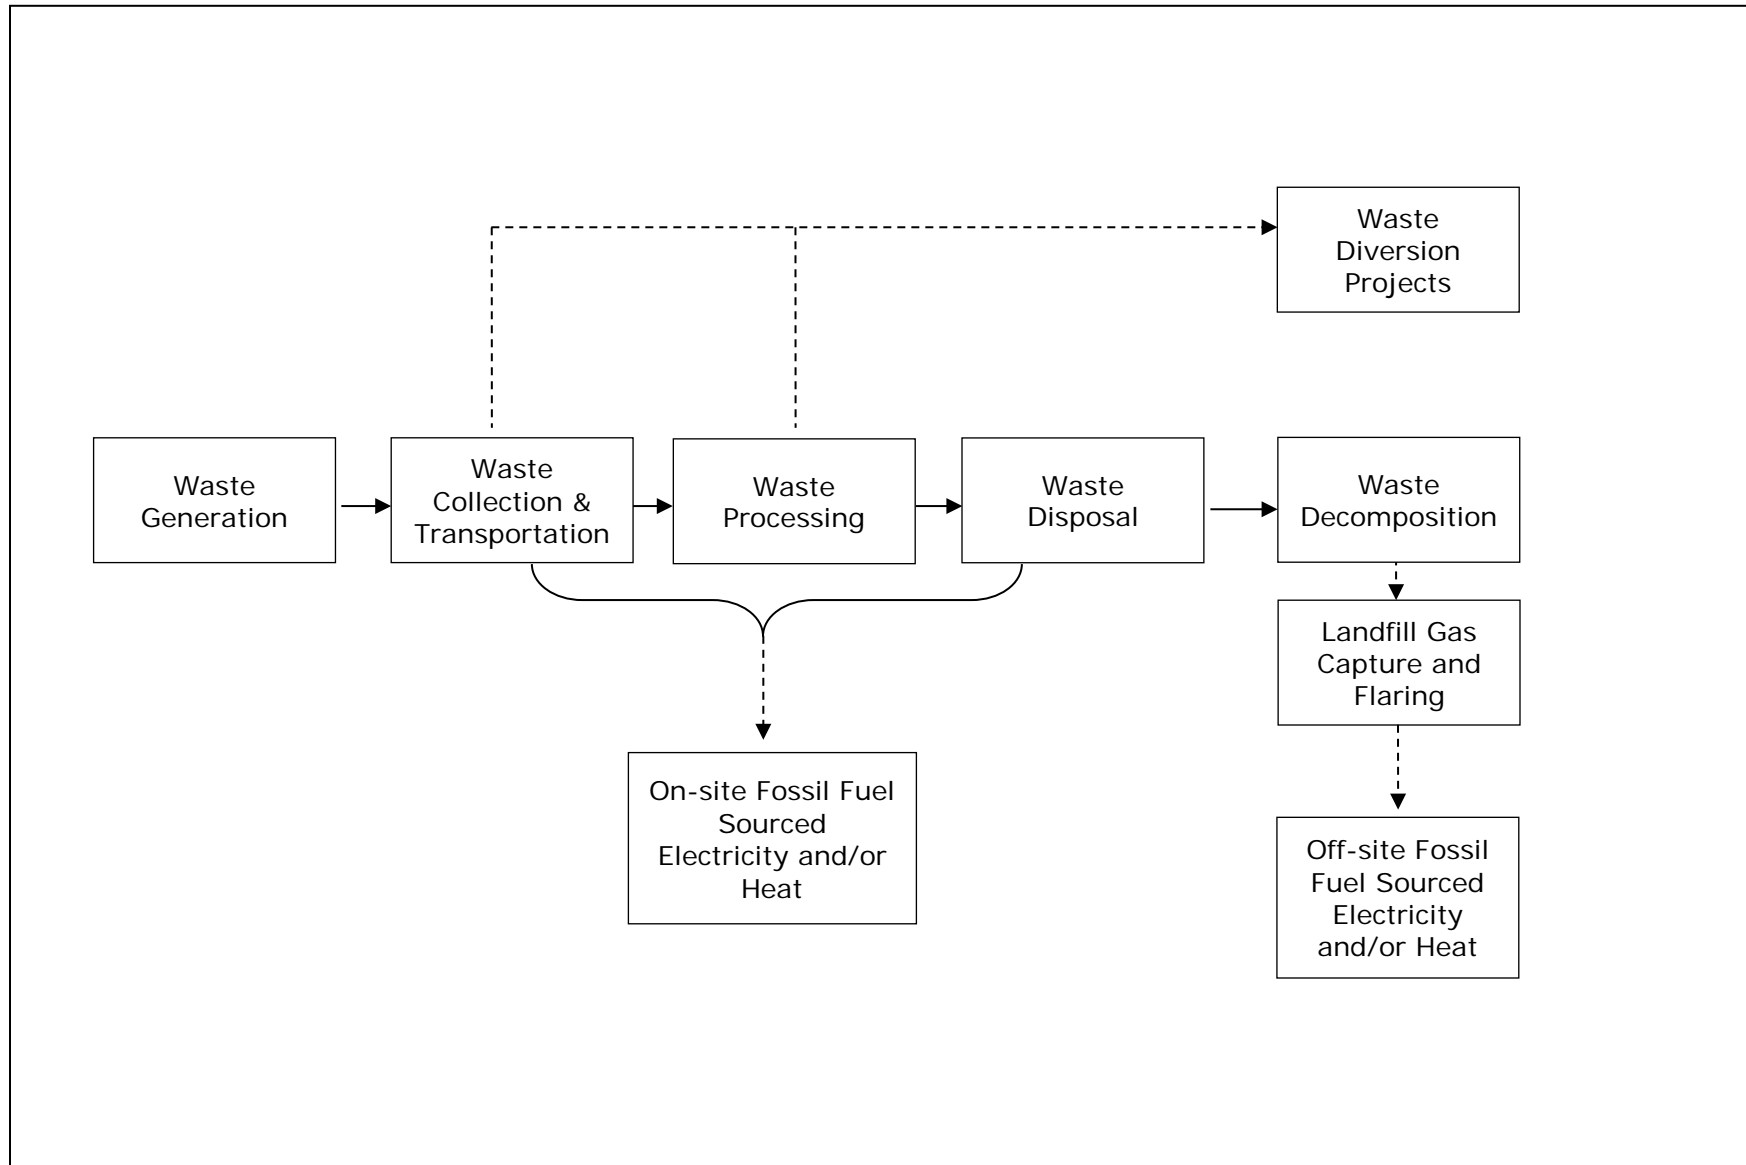 Waste
Diversion
Projects
Waste
Generation
Waste
Collection &
Transportation
Waste
Processing
Waste
Disposal
Waste
Decomposition
Landfill Gas
Capture and
Flaring
On-site Fossil Fuel
Sourced
Electricity and/or
Heat
Off-site Fossil
Fuel Sourced
Electricity
and/or Heat